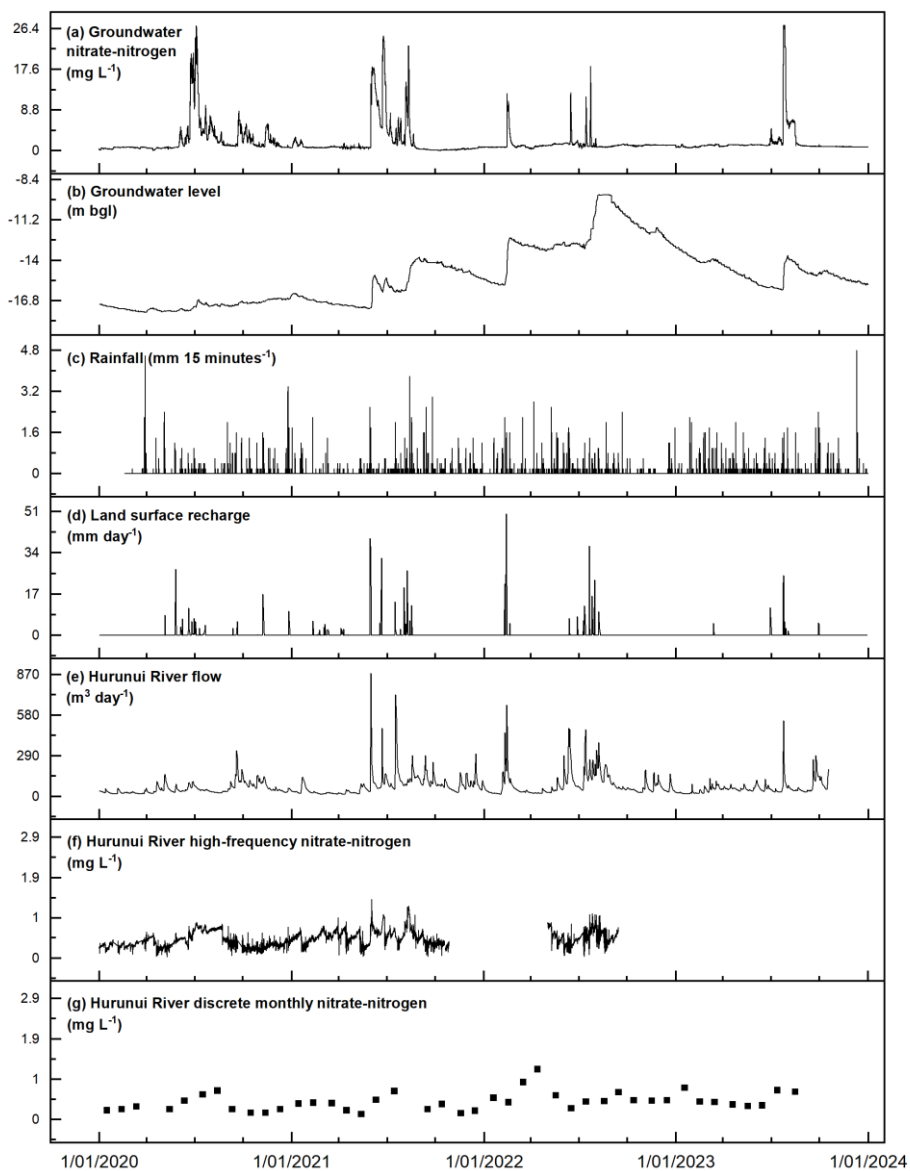 (a) Groundwater
nitrate-nitrogen
(mg L⁻¹)
26.4
17.6
8.8
0
(b) Groundwater level
(m bgl)
-8.4
-11.2
-14
-16.8
(c) Rainfall (mm 15 minutes⁻¹)
4.8
3.2
1.6
0
(d) Land surface recharge
(mm day⁻¹)
51
34
17
0
(e) Hurunui River flow
(m³ day⁻¹)
870
580
290
0
(f) Hurunui River high-frequency nitrate-nitrogen
(mg L⁻¹)
2.9
1.9
1
0
(g) Hurunui River discrete monthly nitrate-nitrogen
(mg L⁻¹)
2.9
1.9
1
0
1/01/2020 1/01/2021 1/01/2022 1/01/2023 1/01/2024